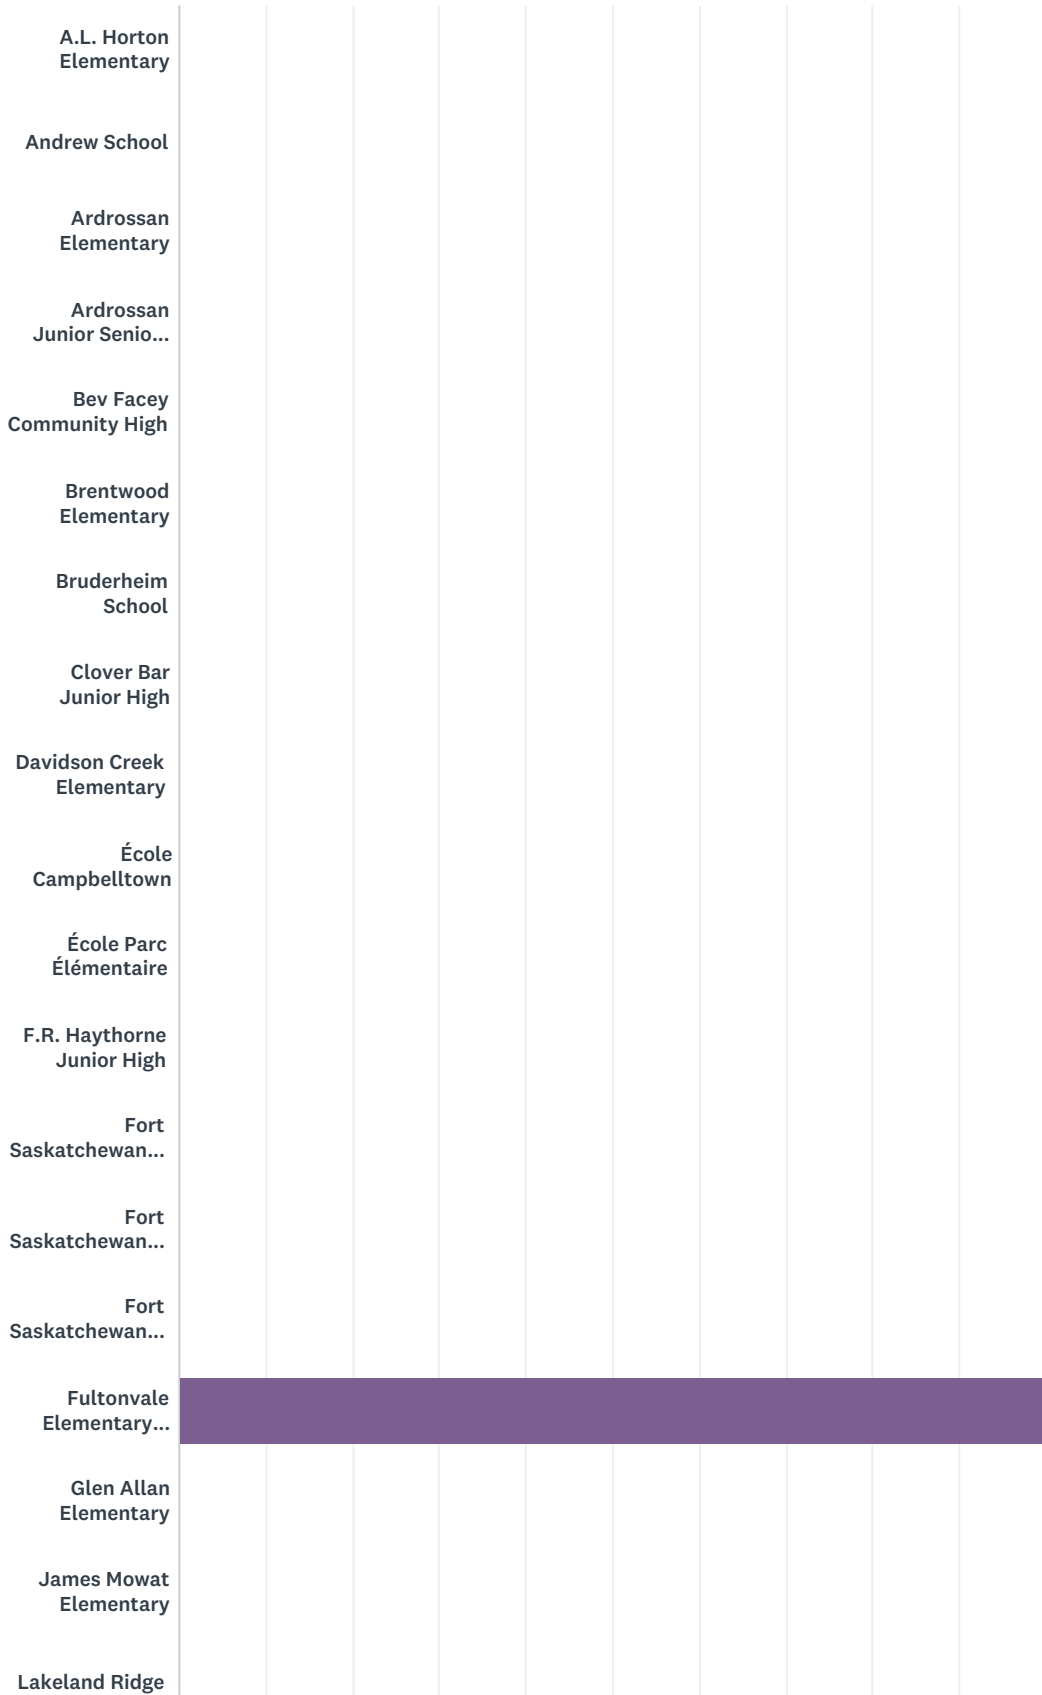 A.L. Horton
Elementary
Andrew School
Ardrossan
Elementary
Ardrossan
Junior Senio...
Bev Facey
Community High
Brentwood
Elementary
Bruderheim
School
Clover Bar
Junior High
Davidson Creek
Elementary
École
Campbelltown
École Parc
Élémentaire
F.R. Haythorne
Junior High
Fort
Saskatchewan...
Fort
Saskatchewan...
Fort
Saskatchewan...
Fultonvale
Elementary...
Glen Allan
Elementary
James Mowat
Elementary
Lakeland Ridge